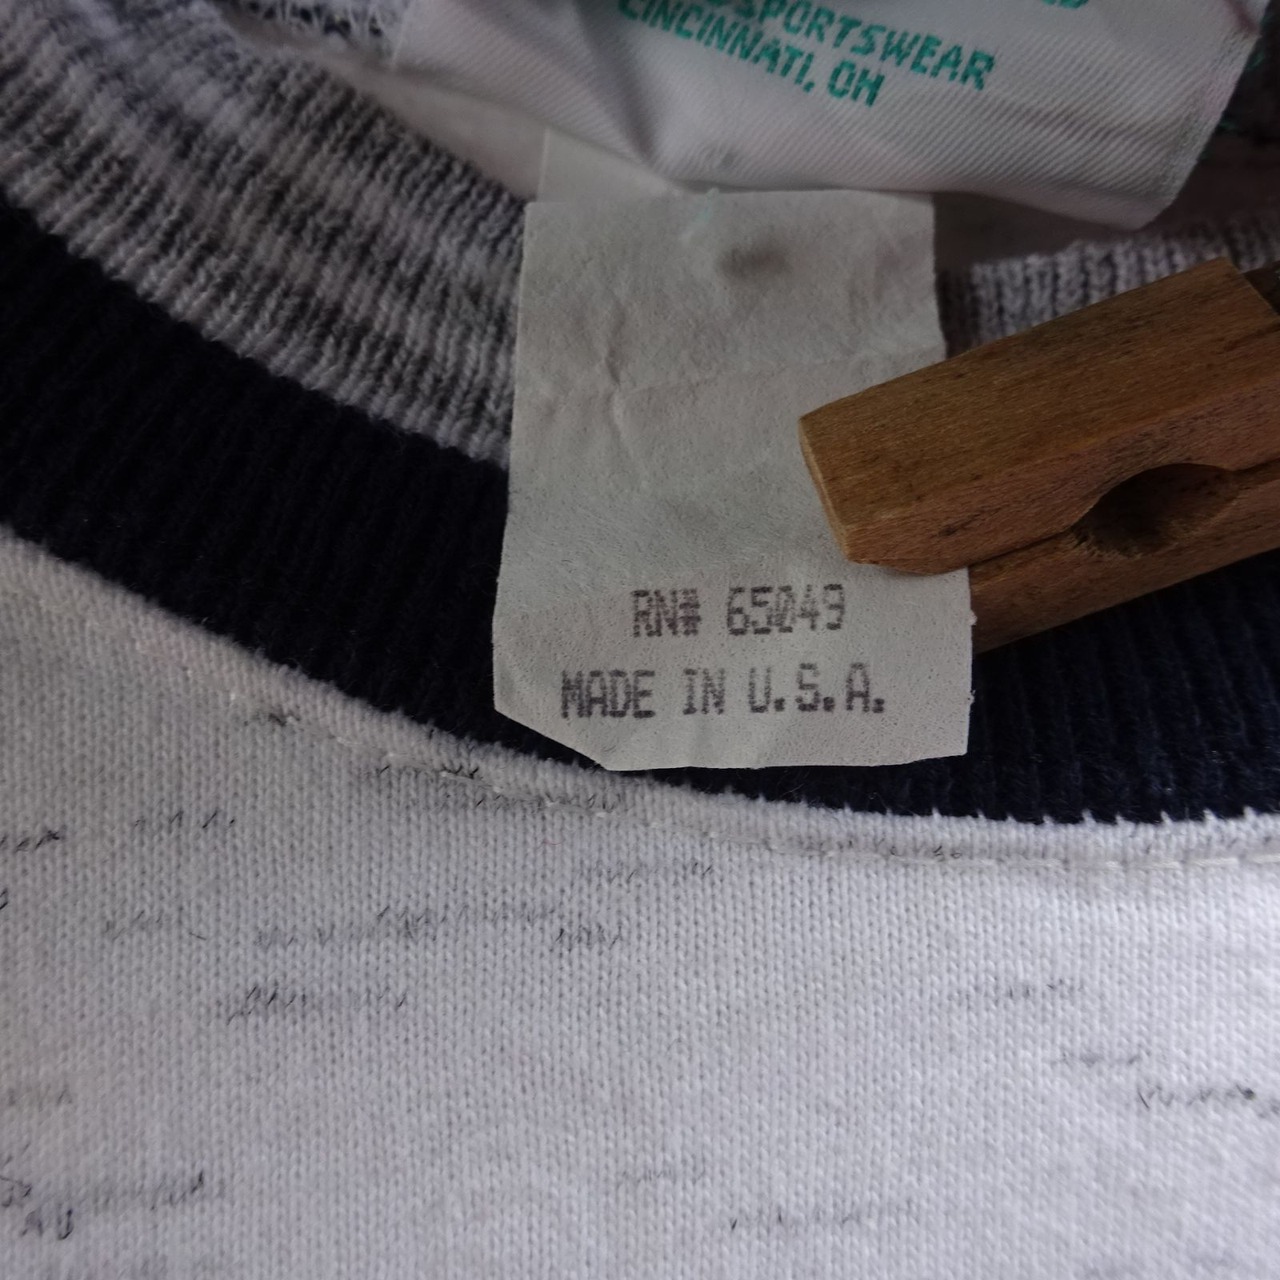 SPORTSWEAR
CINCINNATI, OH
RN# 65049
MADE IN U.S.A.